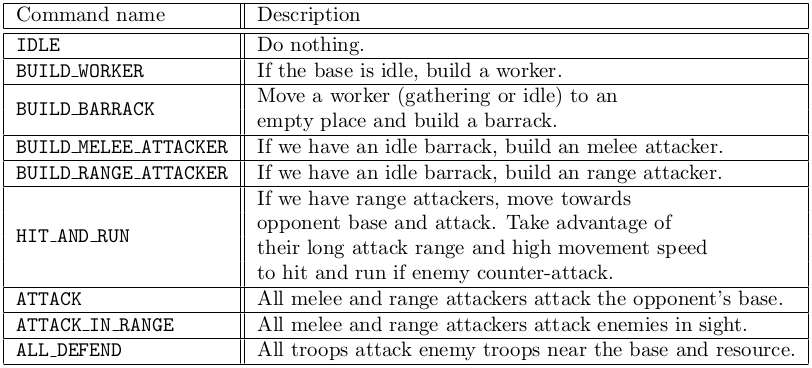 Command name Description
IDLE Do nothing.
BUILD_WORKER If the base is idle, build a worker.
BUILD_BARRACK Move a worker (gathering or idle) to an
empty place and build a barrack.
BUILD_MELEE_ATTACKER If we have an idle barrack, build an melee attacker.
BUILD_RANGE_ATTACKER If we have an idle barrack, build an range attacker.
HIT_AND_RUN If we have range attackers, move towards
opponent base and attack. Take advantage of
their long attack range and high movement speed
to hit and run if enemy counter-attack.
ATTACK All melee and range attackers attack the opponent's base.
ATTACK_IN_RANGE All melee and range attackers attack enemies in sight.
ALL_DEFEND All troops attack enemy troops near the base and resource.